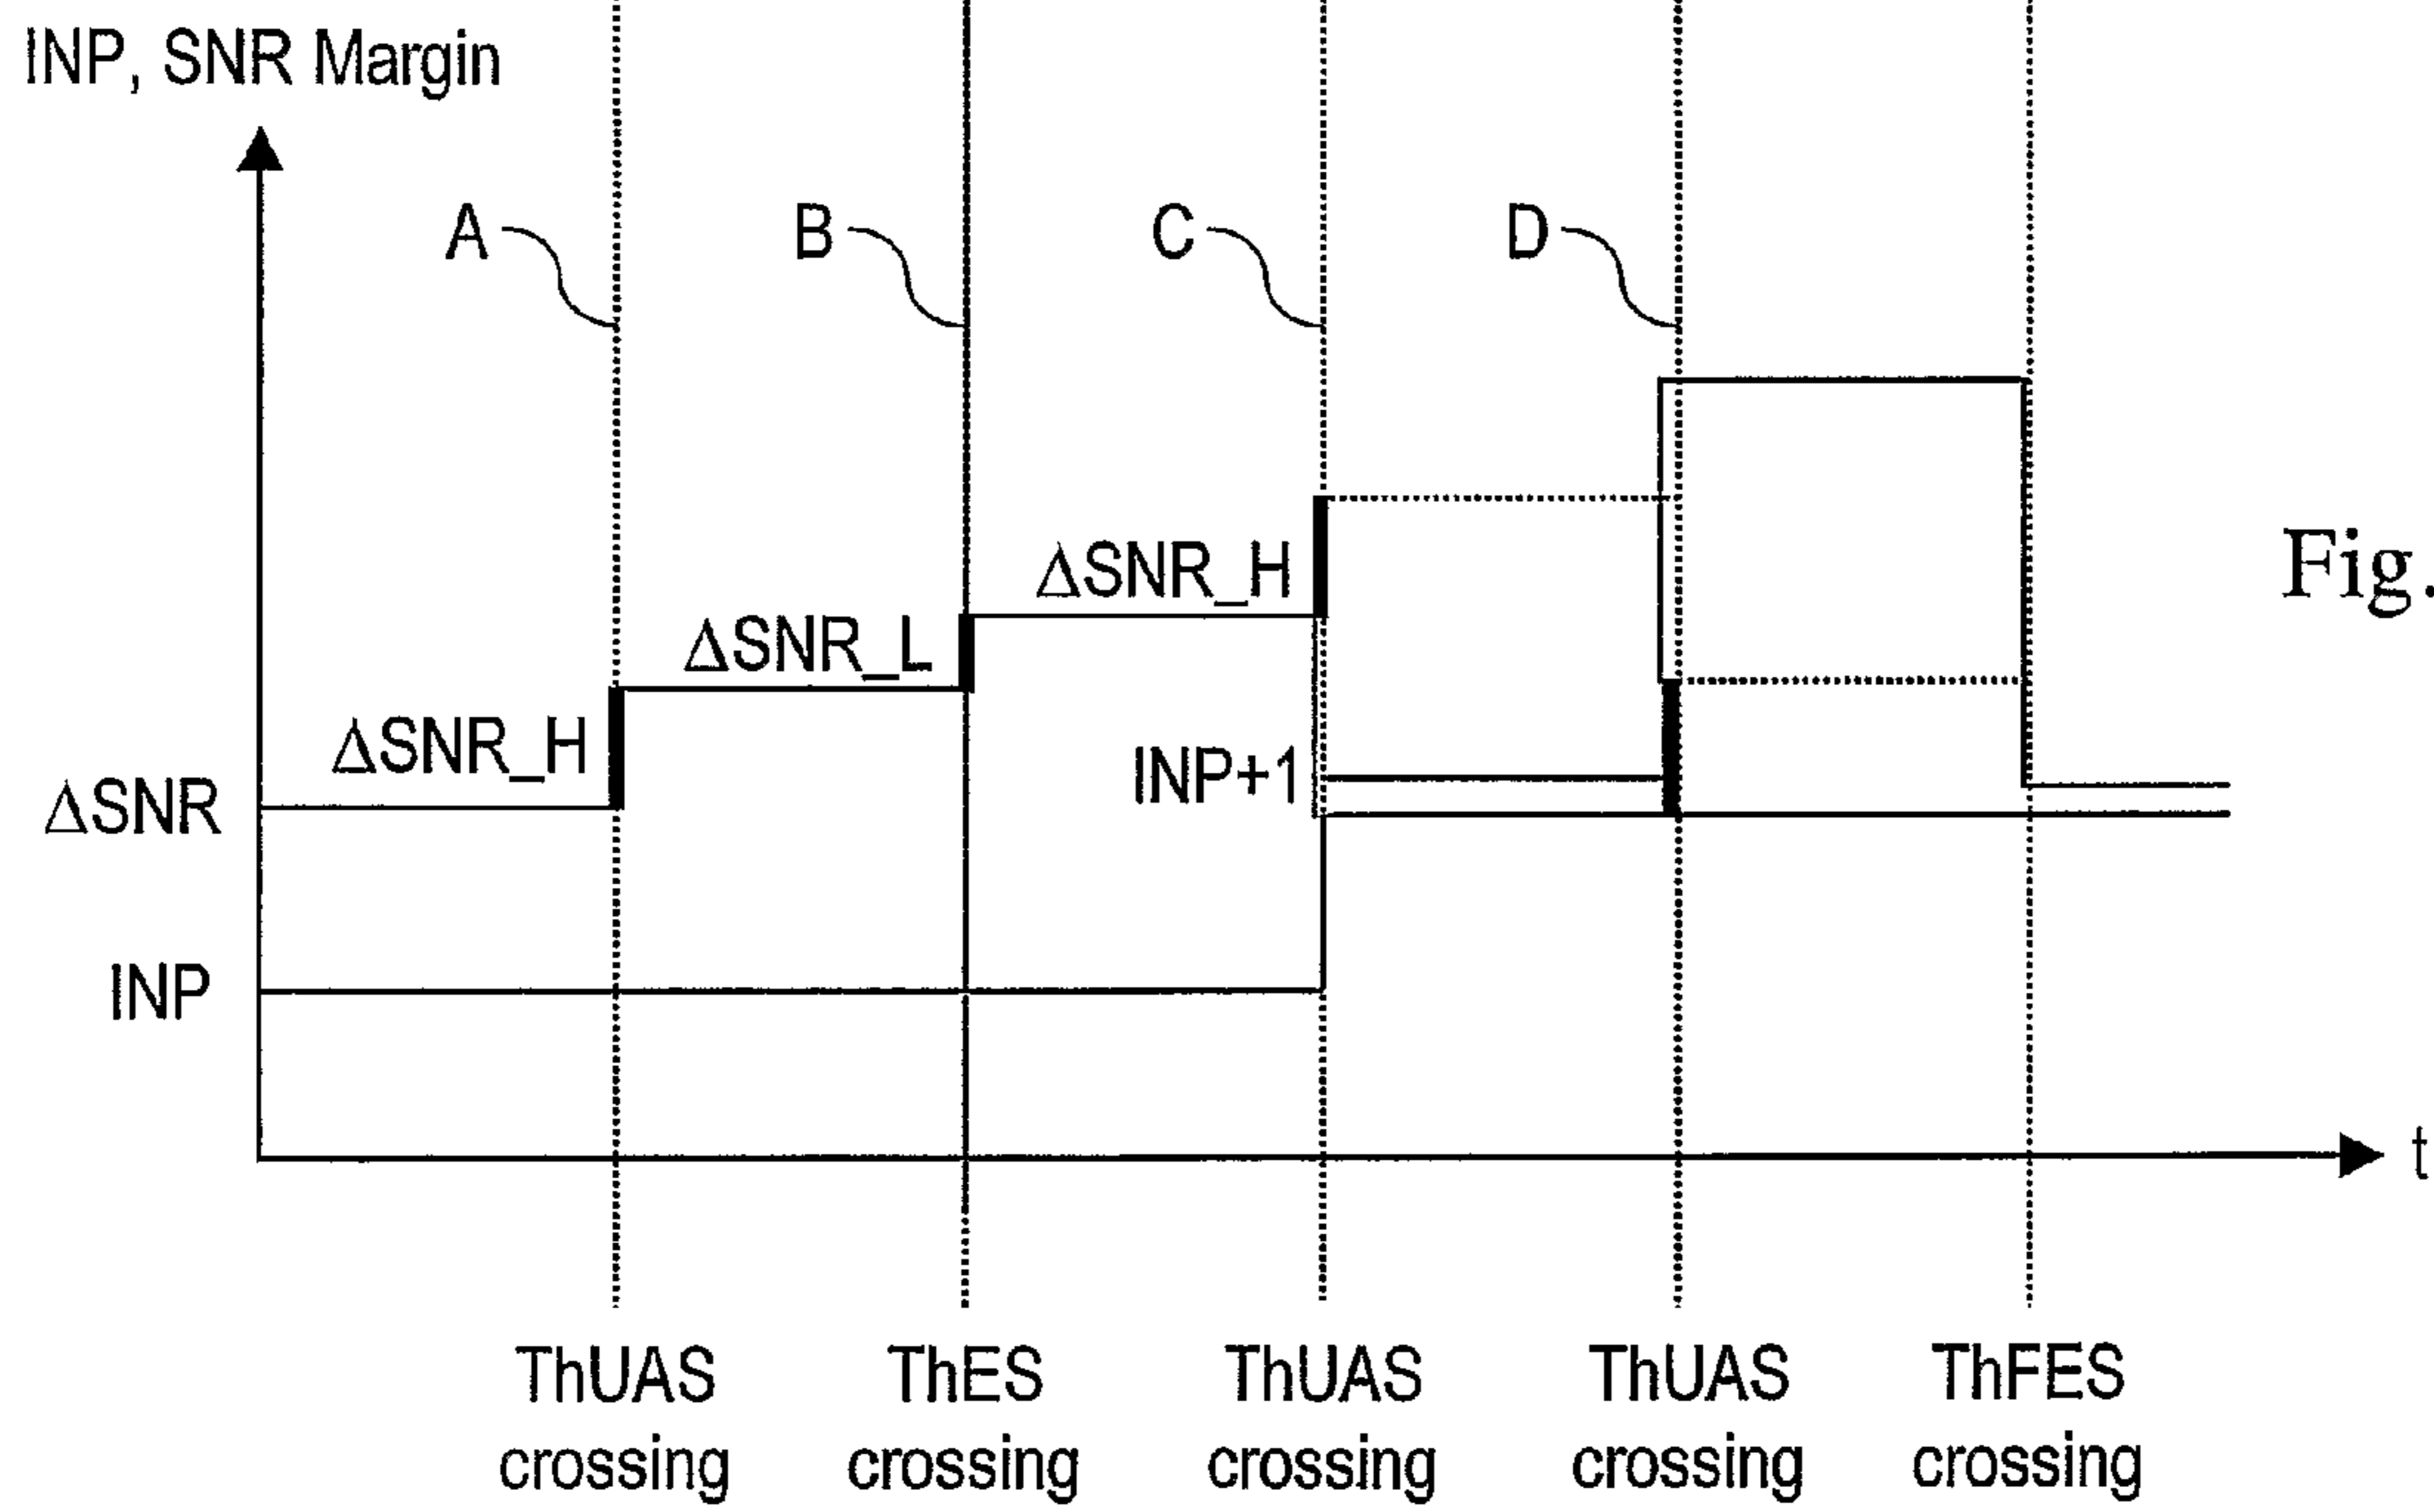 INP, SNR Margin
A
B
C
D
Fig.
ΔSNR_H
ΔSNR_L
ΔSNR_H
INP+1
ΔSNR
INP
t
ThUAS crossing
ThES crossing
ThUAS crossing
ThUAS crossing
ThFES crossing